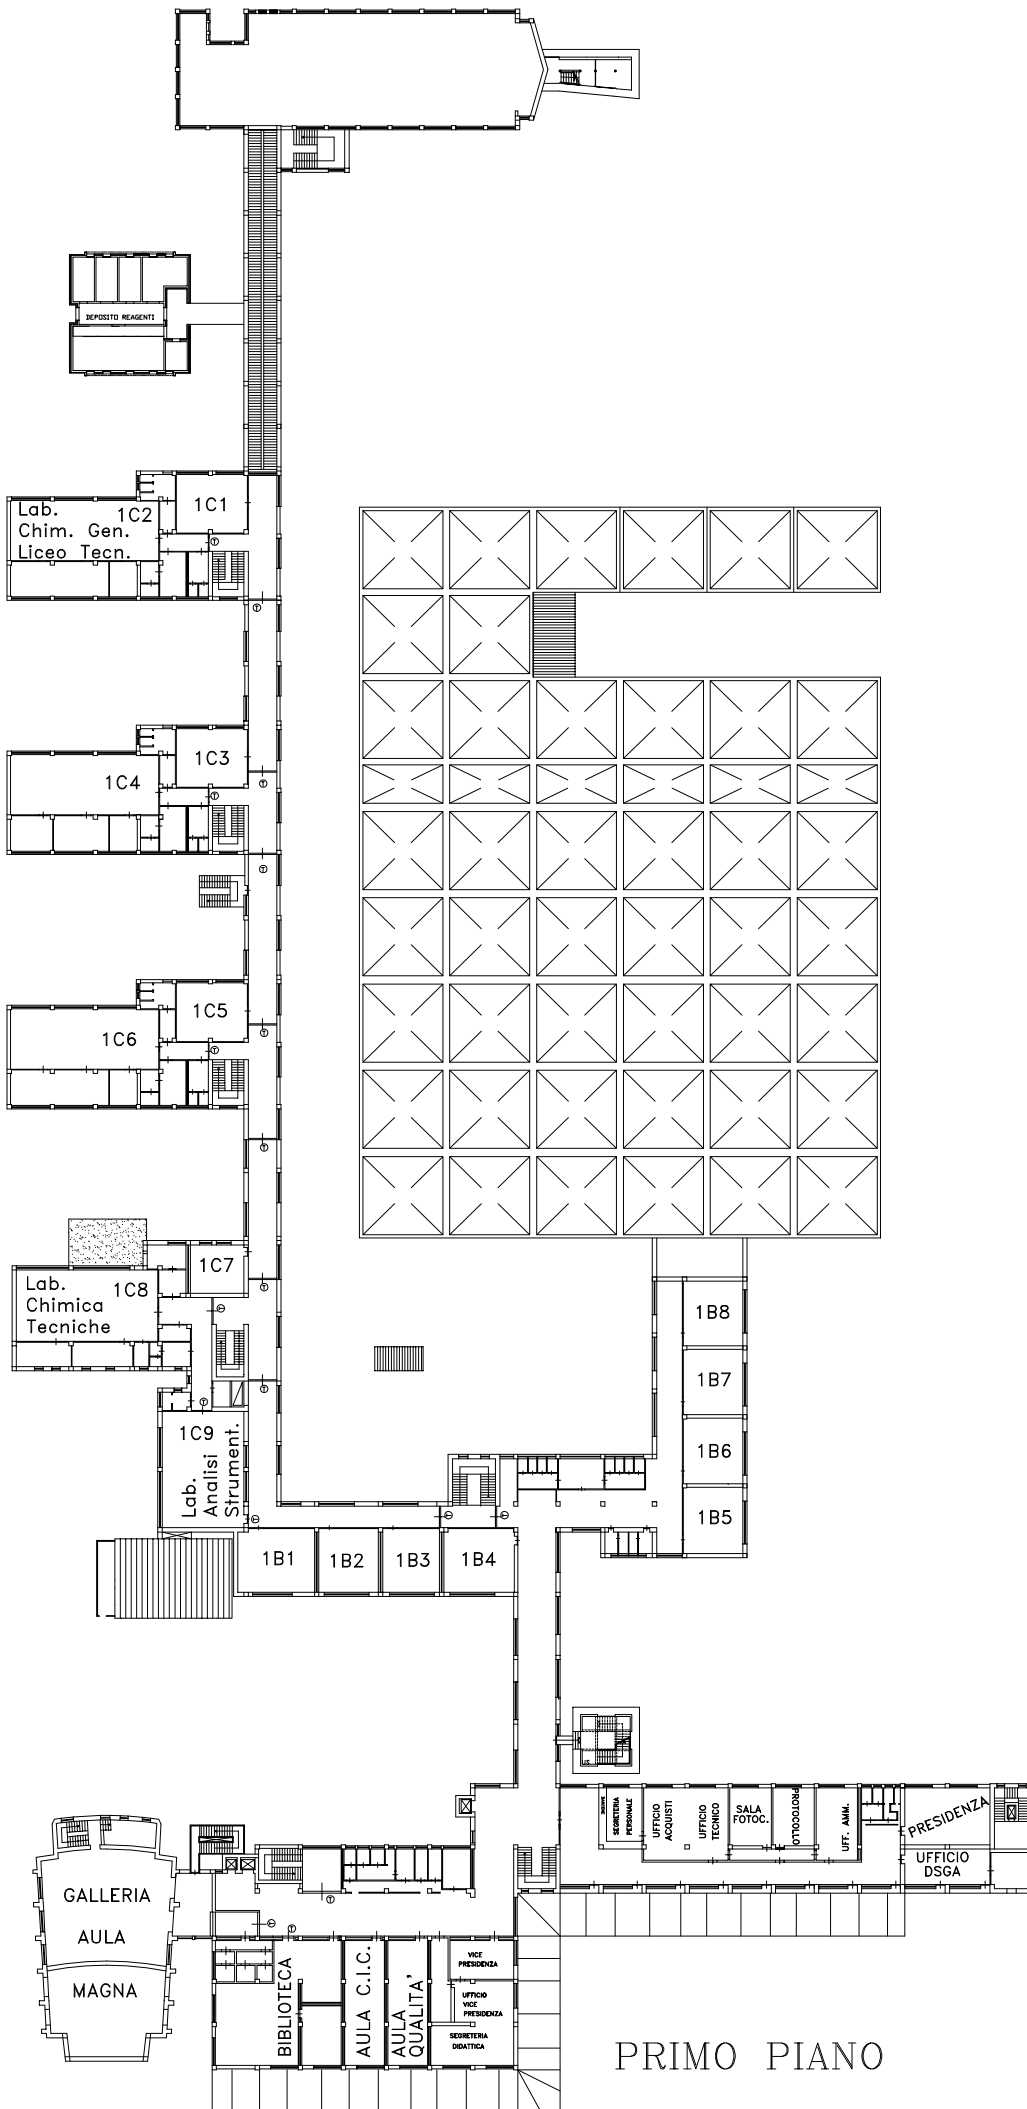 DEPOSITO REAGENTI
1C1
Lab.
1C2
Chim. Gen.
Liceo Tecn.
1C3
1C4
1C5
1C6
1C7
Lab.
1C8
Chimica
Tecniche
1B8
1B7
1B6
1B5
1C9
Lab.
Analisi
Strument.
1B1
1B2
1B3
1B4
SEGRETERIA
PERSONALE
UFFICIO
ACQUISTI
UFFICIO
TECNICO
SALA
FOTOC.
PROTOCOLLO
UFF. AMM.
PRESIDENZA
UFFICIO
DSGA
GALLERIA
AULA
MAGNA
BIBLIOTECA
AULA C.I.C.
AULA
QUALITA'
VICE
PRESIDENZA
UFFICIO
VICE
PRESIDENZA
SEGRETERIA
DIDATTICA
PRIMO PIANO